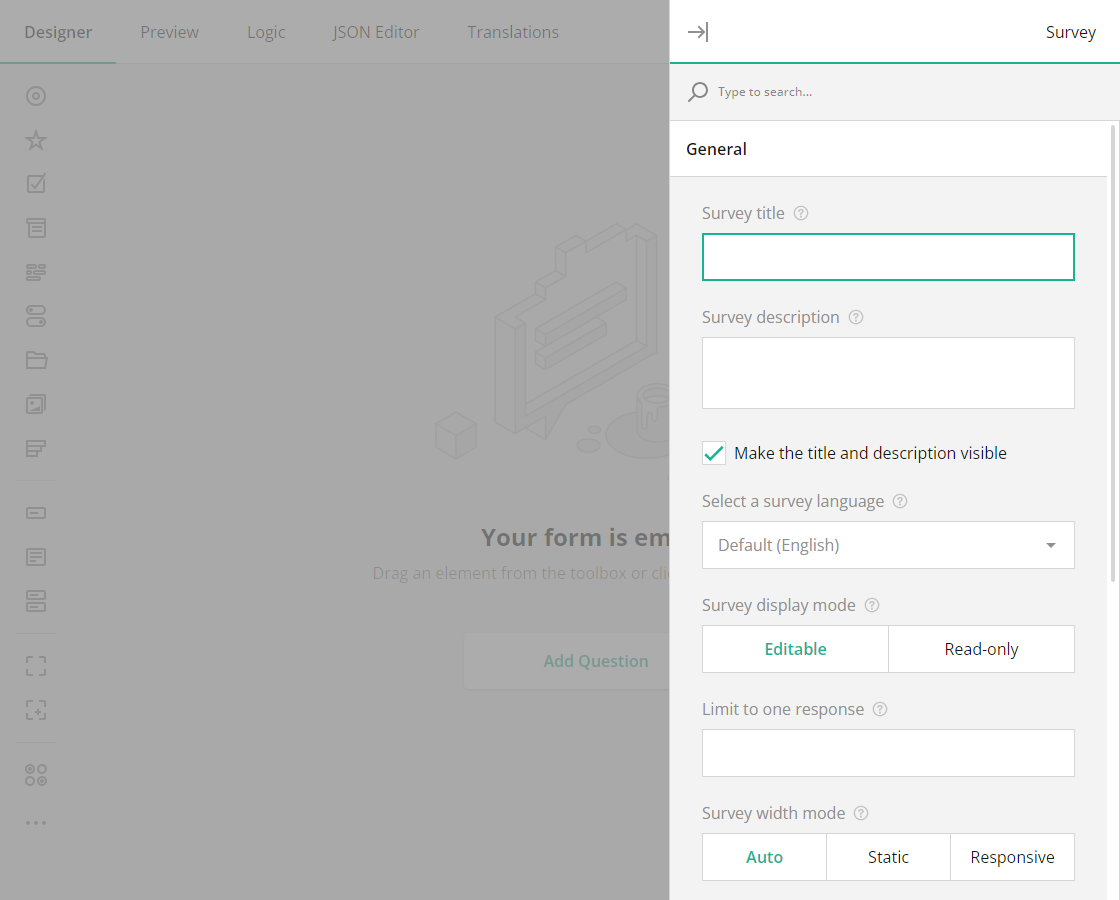 Designer
Preview
Logic
JSON Editor
Translations
Survey
Type to search...
General
Survey title
Survey description
Make the title and description visible
Select a survey language
Default (English)
Survey display mode
Editable
Read-only
Limit to one response
Survey width mode
Auto
Static
Responsive
Your form is em
Drag an element from the toolbox or cli
Add Question